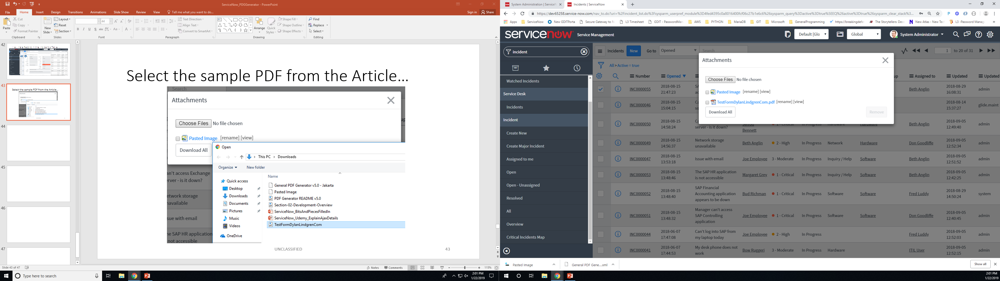 ServiceNow_PDGGenerator - PowerPoint
File Home Insert Design Transitions Animations Slide Show Review View Tell me what you want to do... Sign in Share
Paste Cut Copy Format Painter New Slide Layout Reset Section 44 Text Direction Align Text Convert to SmartArt Arrange Quick Styles Shape Fill Shape Outline Shape Effects Find Replace Select
Clipboard Slides Font Paragraph Drawing Editing
42
43
Select the sample PDF from the Article...
44
45
46
47
Select the sample PDF from the Article...
Search
Attachments
Choose Files No file chosen
Pasted Image [rename] [view]
Download All
Open
This PC > Downloads
Organize New folder
Name
Quick access
Desktop
Downloads
Documents
Pictures
Music
Videos
OneDrive
General PDF Generator v5.0 - Jakarta
Pasted Image
PDF Generator README v5.0
Section-02-Development-Overview
ServiceNow_BitsAndPiecesFilledIn
ServiceNow_Udemy_ExplainAjaxDetails
TestFormDylanLindgrenCom
an't access Exchange
erver - is it down?
etwork storage
navailable
sue with email
he SAP HR application
not accessible
UNCLASSIFIED 43
Slide 43 of 47 Notes Comments 115%
Type here to search 2:01 PM
1/22/2019
System Administration | ServiceN Incidents | ServiceNow
https://dev65258.service-now.com/nav_to.do?uri=%2Fincident_list.do%3Fsysparm_userpref_module%3D4fed4395c0a8016400fcf06c27b1e6c6%26sysparm_query%3Dactive%3Dtrue%5EEQ%26active%3Dtrue%26sysparm_clear_stack%3...
Apps ServiceNow New GDITPorta Secure Gateway to N L3 Timesheet GDIT - PasswordMan AWS PYTHON MariaDB GIT Microsoft GeneralProgramming https://breakingdefe The Storytellers: Dece New Atlas - New Tech L3 -Password Manag
servicenow Service Management Default [Glo Global System Administrator
incident
Watched Incidents
Service Desk
Incidents
Incident
Create New
Create Major Incident
Assigned to me
Open
Open - Unassigned
Resolved
All
Overview
Critical Incidents Map
Incidents New Go to Opened Search 1 to 20 of 31
All > Active = true
Attachments
Choose Files No file chosen
Pasted Image [rename] [view]
TestFormDylanLindgrenCom.pdf [rename] [view]
Download All Remove
Number Opened up Assigned to Updated Updated
INC0000055 2018-08-15 21:47:23 Beth Anglin 2018-08-29 16:08:31 admin
INC0000046 2018-08-15 15:04:15 2018-08-14 15:37:27 glide.maint
INC0000050 2018-08-15 14:58:24 server - is it down? Jerrod Bennett 1 - Critical In Progress Hardware Hardware Beth Anglin 2018-09-05 12:49:40 admin
INC0000049 2018-08-15 14:56:37 Network storage unavailable Beth Anglin 2 - High In Progress Network Hardware Don Goodliffe 2018-09-05 12:52:34 admin
INC0000047 2018-08-15 13:53:18 Issue with email Joe Employee 3 - Moderate In Progress Inquiry / Help Software Beth Anglin 2018-09-05 12:51:52 admin
INC0000053 2018-08-15 13:48:46 The SAP HR application is not accessible Margaret Grey 1 - Critical In Progress Inquiry / Help Software Beth Anglin 2018-09-05 12:42:25 admin
INC0000052 2018-08-15 13:48:40 SAP Financial Accounting application appears to be down Bud Richman 1 - Critical In Progress Software Software Fred Luddy 2018-08-29 14:50:24 system
INC0000051 2018-08-15 13:48:32 Manager can't access SAP Controlling application Joe Employee 1 - Critical In Progress Software Software Don Goodliffe 2018-09-05 12:40:45 admin
INC0000044 2018-06-07 17:47:08 Can't log into SAP from my laptop today Joe Employee 2 - High In Progress Fred Luddy 2018-09-05 12:52:03 admin
INC0000041 2018-06-07 17:44:53 My desk phone does not work Bow Ruggeri 3 - Moderate In Progress Hardware ITIL User 2018-09-05 12:52:15 admin
Pasted Image General PDF Gene....xml Show all
2:01 PM
1/22/2019